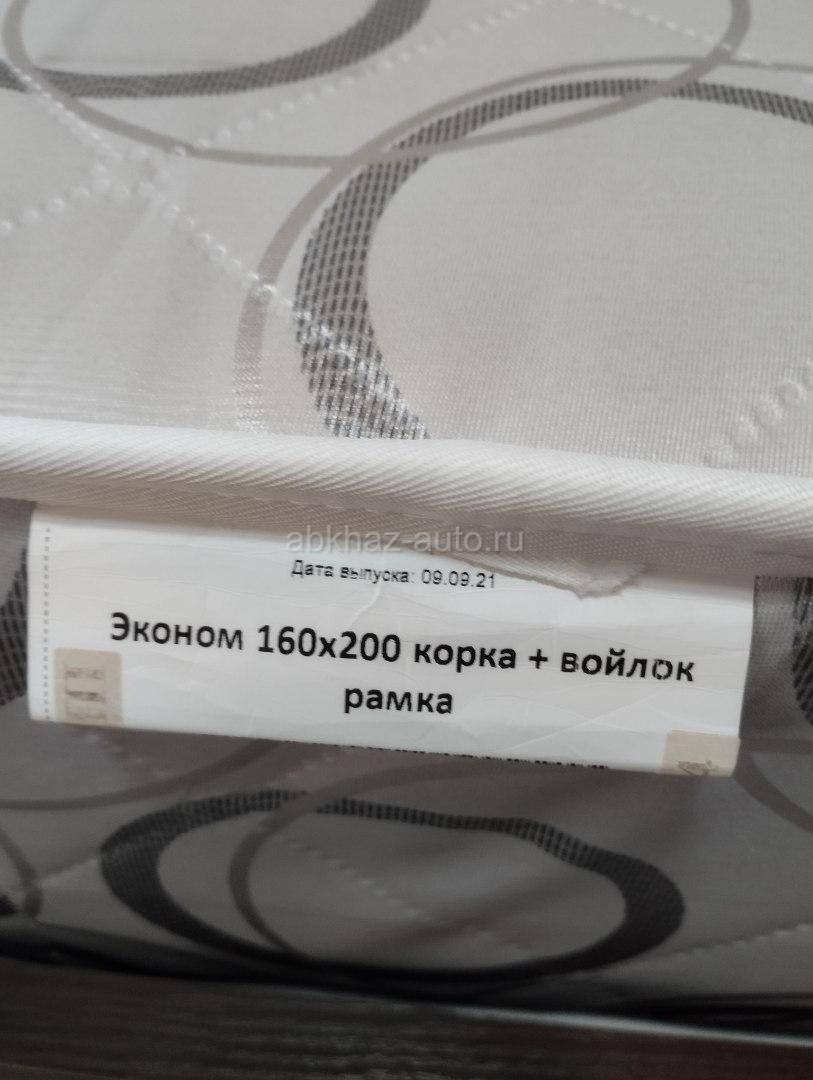 abkhaz-auto.ru
Дата выпуска: 09.09.21
Эконом 160х200 корка + войлок
рамка